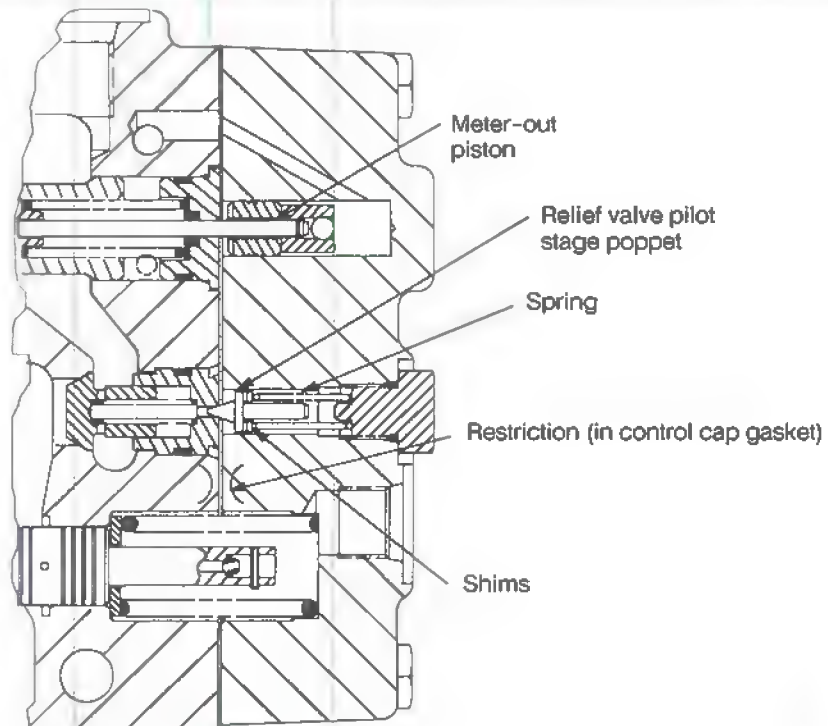 Meter-out
piston
Relief valve pilot
stage poppet
Spring
Restriction (in control cap gasket)
Shims